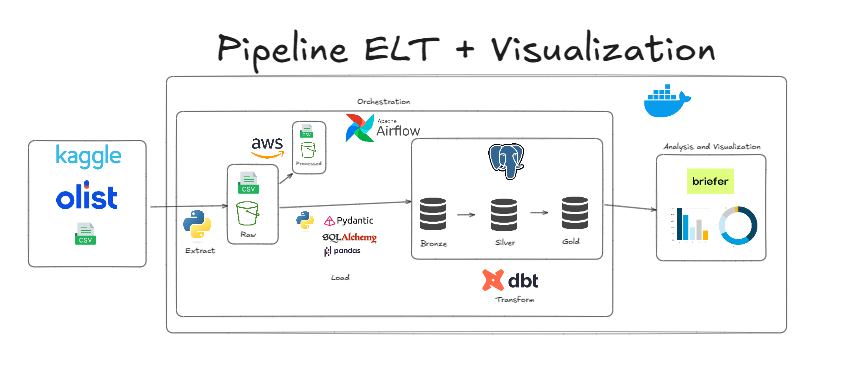 Pipeline ELT + Visualization
Orchestration
kaggle
olist
CSV
Extract
aws
CSV
Raw
CSV
Processed
Apache
Airflow
Pydantic
SQLAlchemy
pandas
Load
Bronze
Silver
Gold
dbt
Transform
Analysis and Visualization
briefer